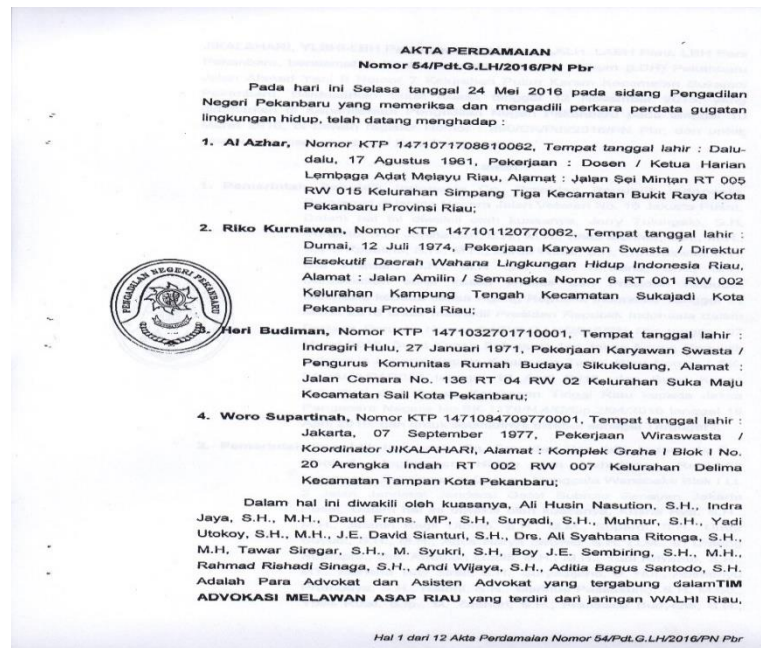 AKTA PERDAMAIAN
Nomor 54/Pdt.G.LH/2016/PN Pbr
Pada hari ini Selasa tanggal 24 Mei 2016 pada sidang Pengadilan
Negeri Pekanbaru yang memeriksa dan mengadili perkara perdata gugatan
lingkungan hidup, telah datang menghadap :
1. Al Azhar, Nomor KTP 1471071708610062, Tempat tanggal lahir : Dalu-
dalu, 17 Agustus 1961, Pekerjaan : Dosen / Ketua Harian
Lembaga Adat Melayu Riau, Alamat : Jalan Sei Mintan RT 005
RW 015 Kelurahan Simpang Tiga Kecamatan Bukit Raya Kota
Pekanbaru Provinsi Riau;
2. Riko Kurniawan, Nomor KTP 147101120770062, Tempat tanggal lahir :
Dumai, 12 Juli 1974, Pekerjaan Karyawan Swasta / Direktur
Eksekutif Daerah Wahana Lingkungan Hidup Indonesia Riau,
Alamat : Jalan Amilin / Semangka Nomor 6 RT 001 RW 002
Kelurahan Kampung Tengah Kecamatan Sukajadi Kota
Pekanbaru Provinsi Riau;
PENGADILAN NEGERI PEKANBARU
3. Heri Budiman, Nomor KTP 1471032701710001, Tempat tanggal lahir :
Indragiri Hulu, 27 Januari 1971, Pekerjaan Karyawan Swasta /
Pengurus Komunitas Rumah Budaya Sikukeluang, Alamat :
Jalan Cemara No. 136 RT 04 RW 02 Kelurahan Suka Maju
Kecamatan Sail Kota Pekanbaru;
4. Woro Supartinah, Nomor KTP 1471084709770001, Tempat tanggal lahir :
Jakarta, 07 September 1977, Pekerjaan Wiraswasta /
Koordinator JIKALAHARI, Alamat : Komplek Graha I Blok I No.
20 Arengka Indah RT 002 RW 007 Kelurahan Delima
Kecamatan Tampan Kota Pekanbaru;
Dalam hal ini diwakili oleh kuasanya, Ali Husin Nasution, S.H., Indra
Jaya, S.H., M.H., Daud Frans. MP, S.H, Suryadi, S.H., Muhnur, S.H., Yadi
Utokoy, S.H., M.H., J.E. David Sianturi, S.H., Drs. Ali Syahbana Ritonga, S.H.,
M.H, Tawar Siregar, S.H., M. Syukri, S.H, Boy J.E. Sembiring, S.H., M.H.,
Rahmad Rishadi Sinaga, S.H., Andi Wijaya, S.H., Aditia Bagus Santodo, S.H.
Adalah Para Advokat dan Asisten Advokat yang tergabung dalamTIM
ADVOKASI MELAWAN ASAP RIAU yang terdiri dari jaringan WALHI Riau,
Hal 1 dari 12 Akta Perdamaian Nomor 54/Pdt.G.LH/2016/PN Pbr